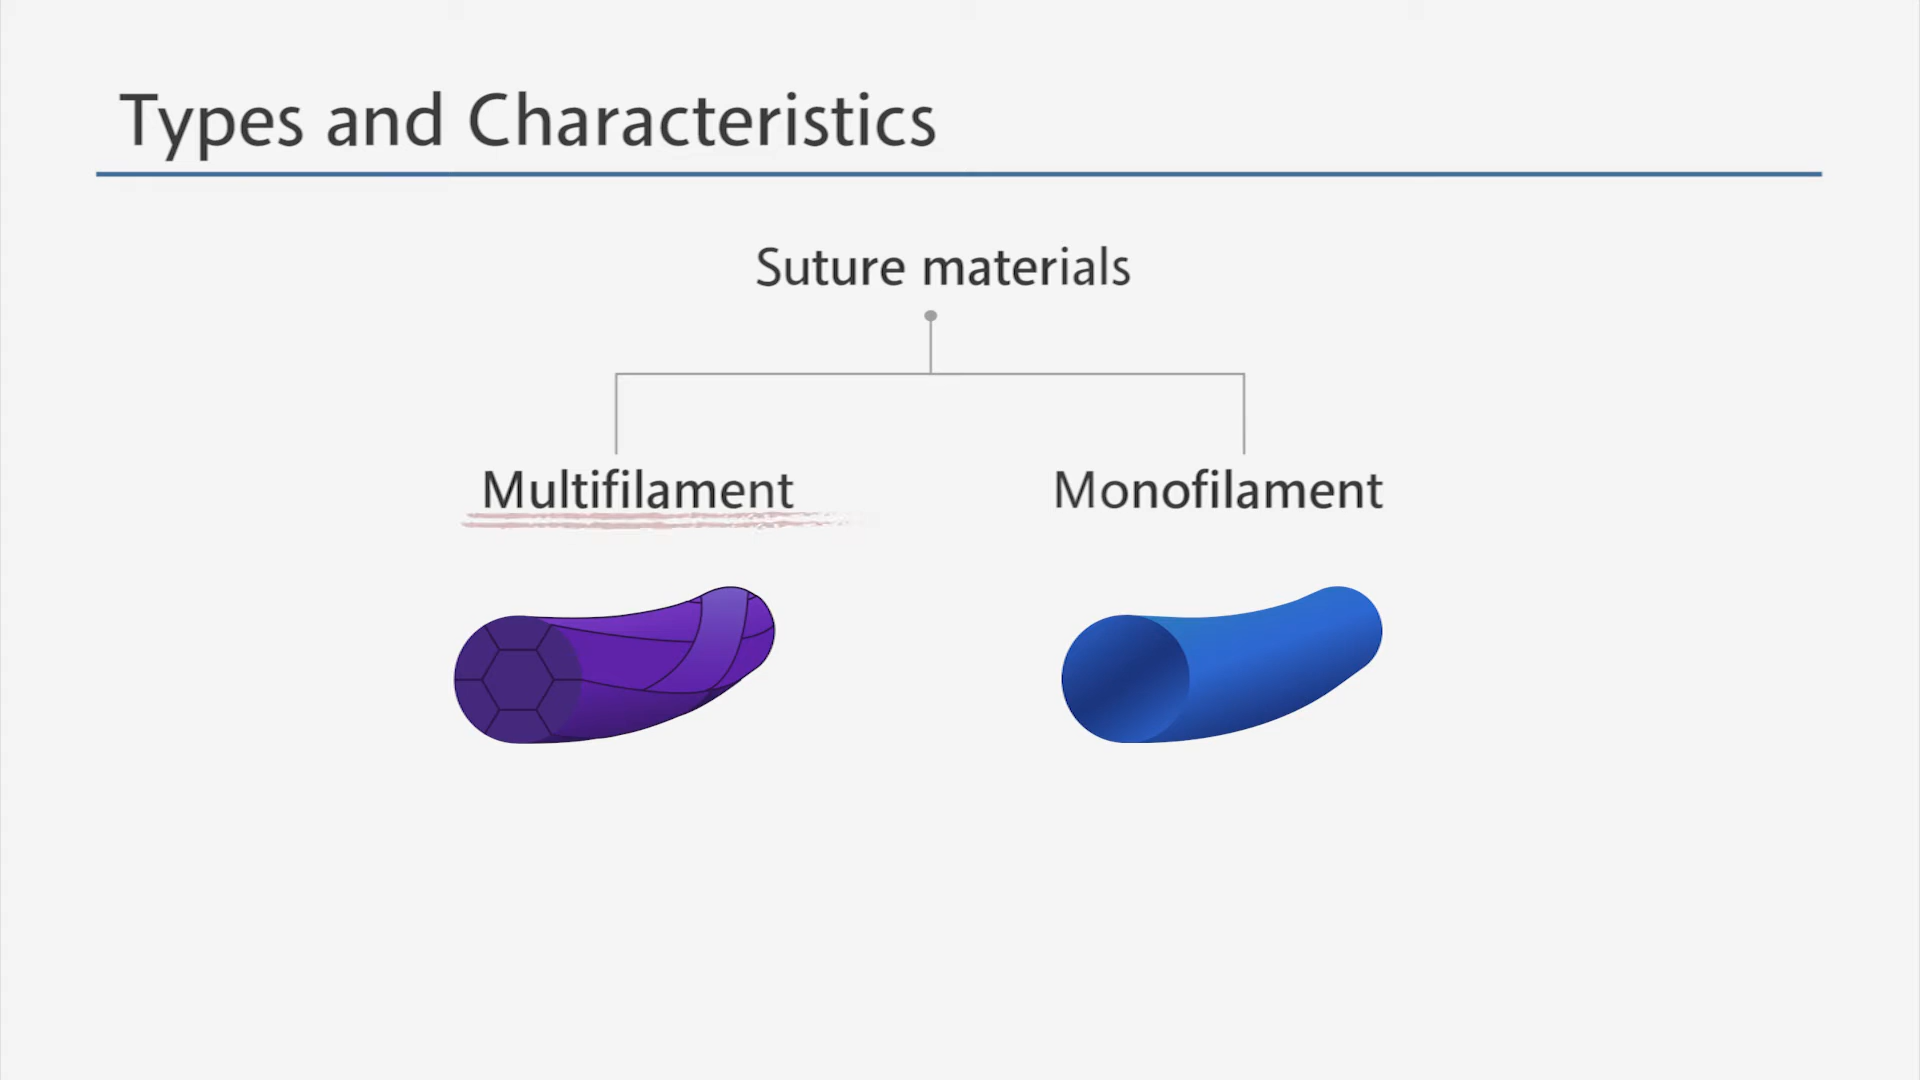 Types and Characteristics
Suture materials
Multifilament
Monofilament